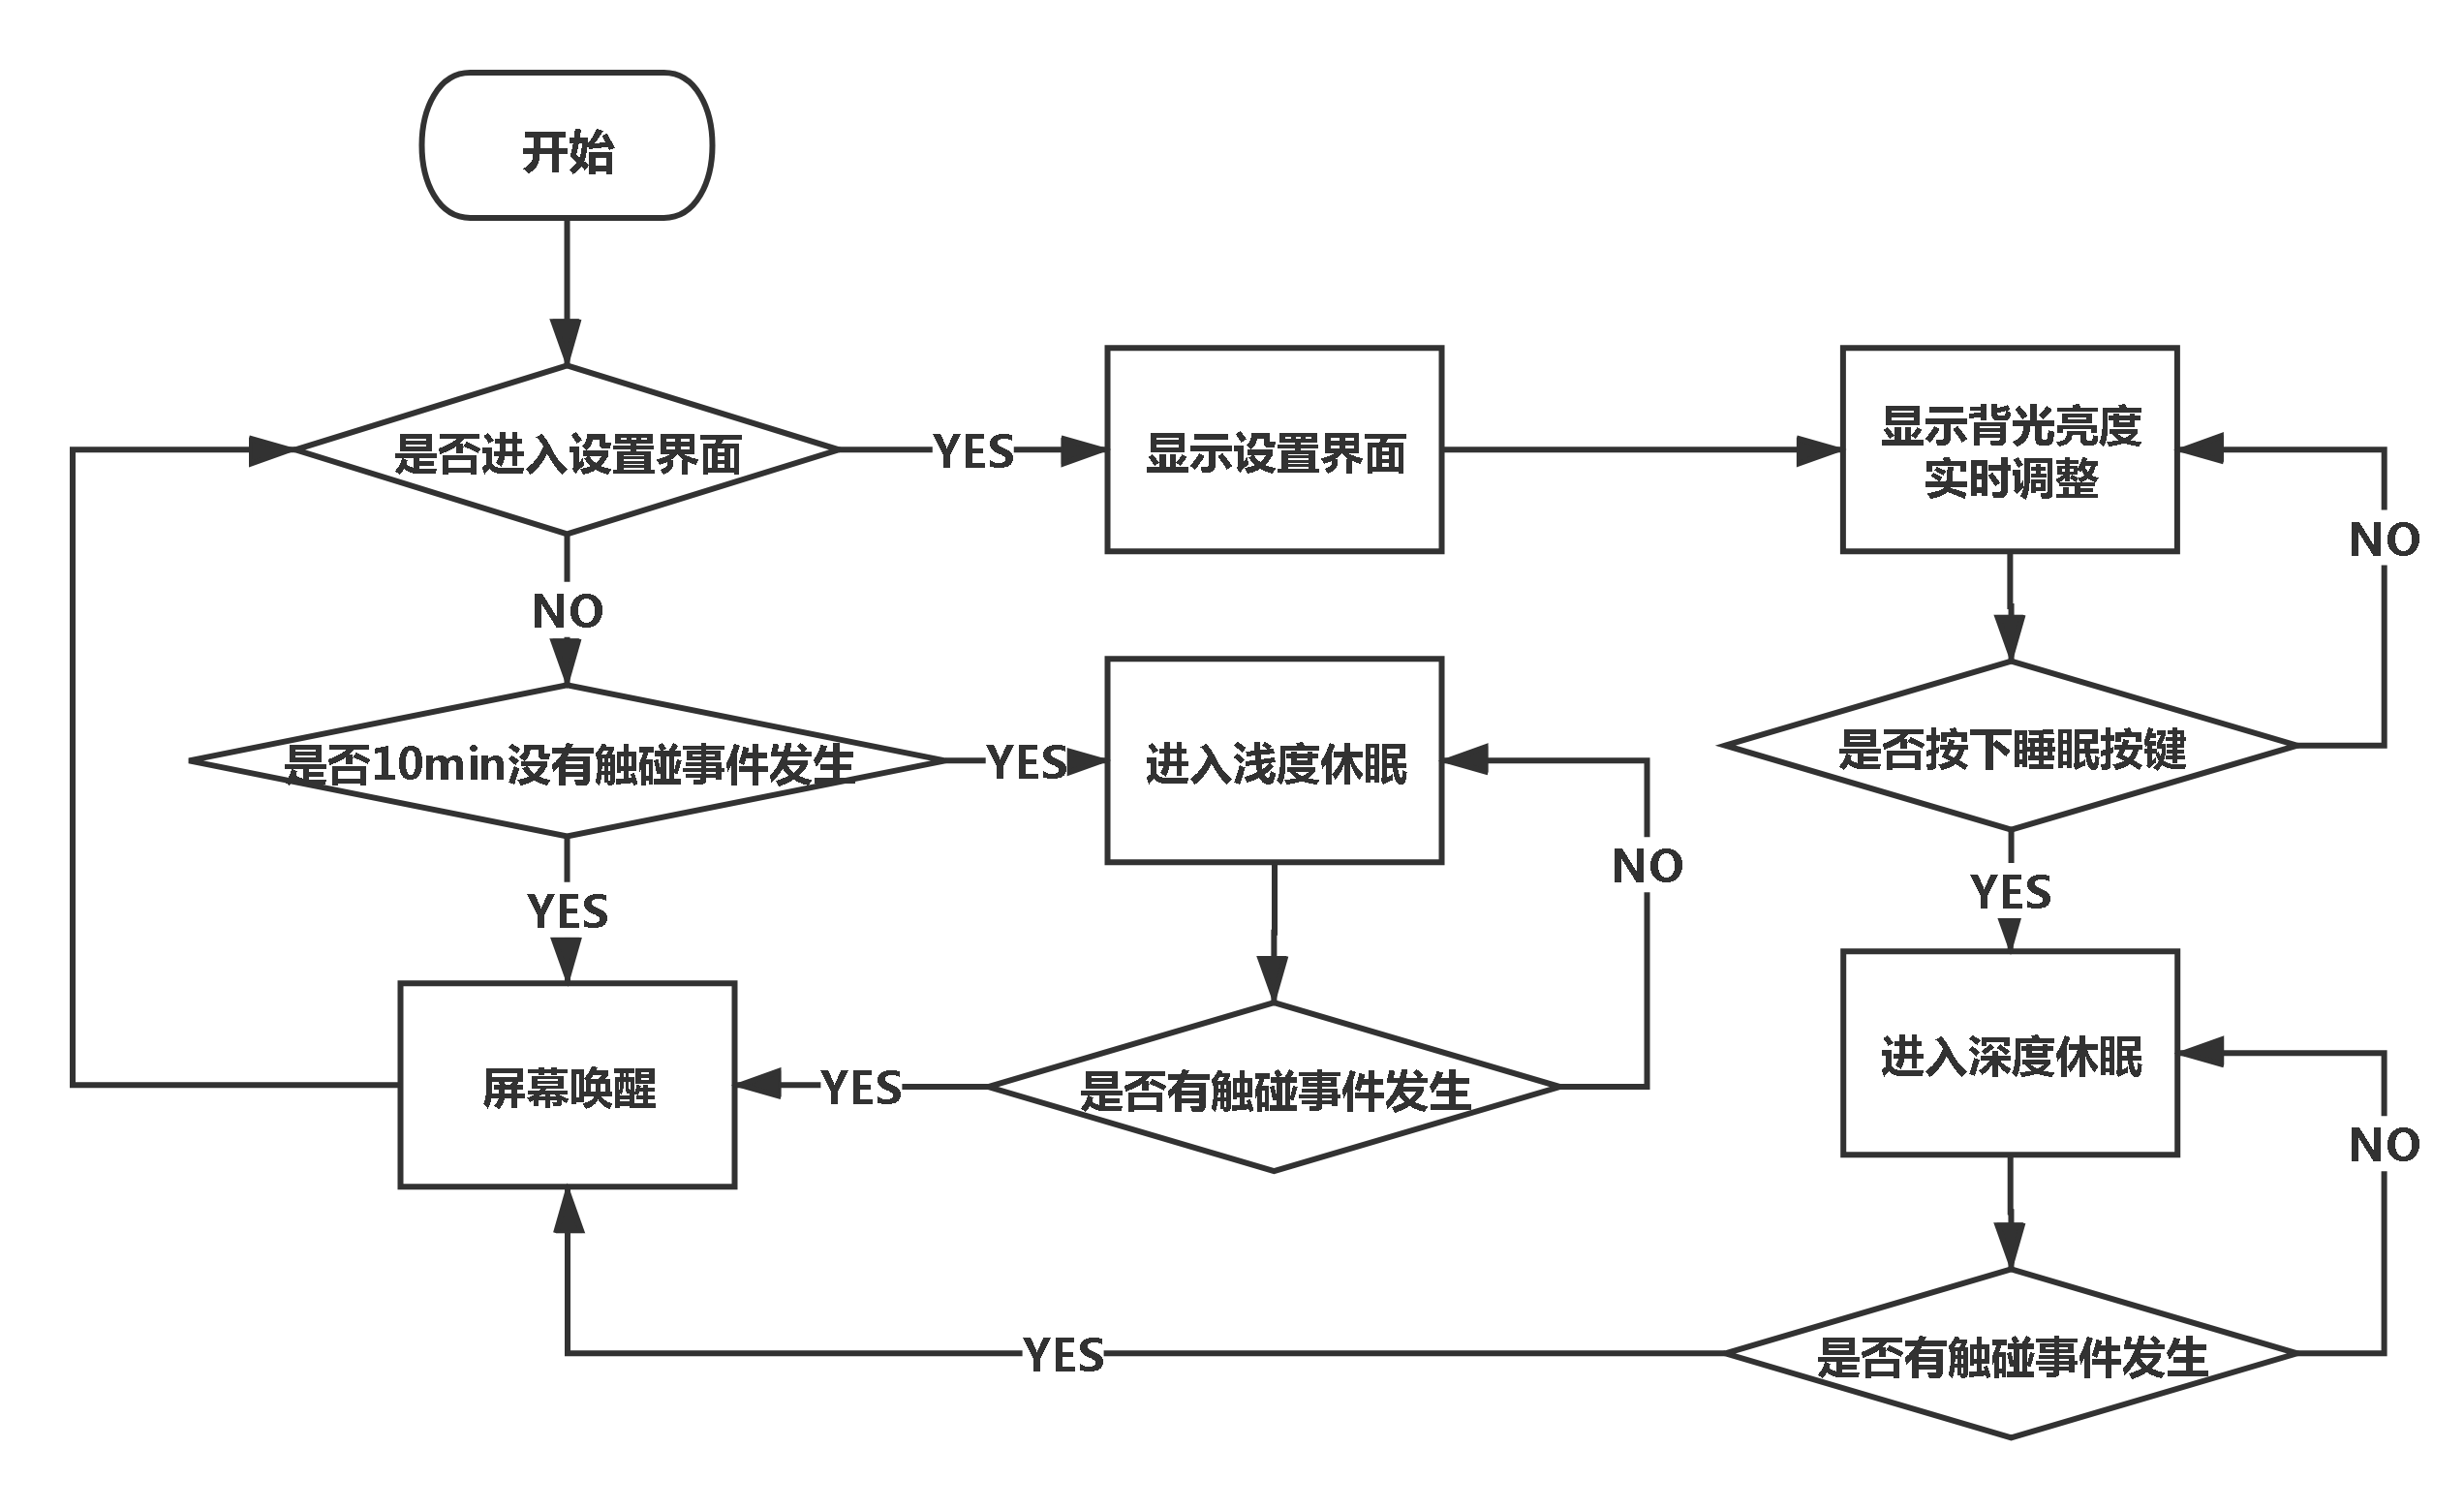 开始
是否进入设置界面
YES
显示设置界面
显示背光亮度
实时调整
NO
NO
是否10min没有触碰事件发生
YES
进入浅度休眠
是否按下睡眠按键
NO
YES
YES
屏幕唤醒
YES
是否有触碰事件发生
进入深度休眠
NO
YES
是否有触碰事件发生